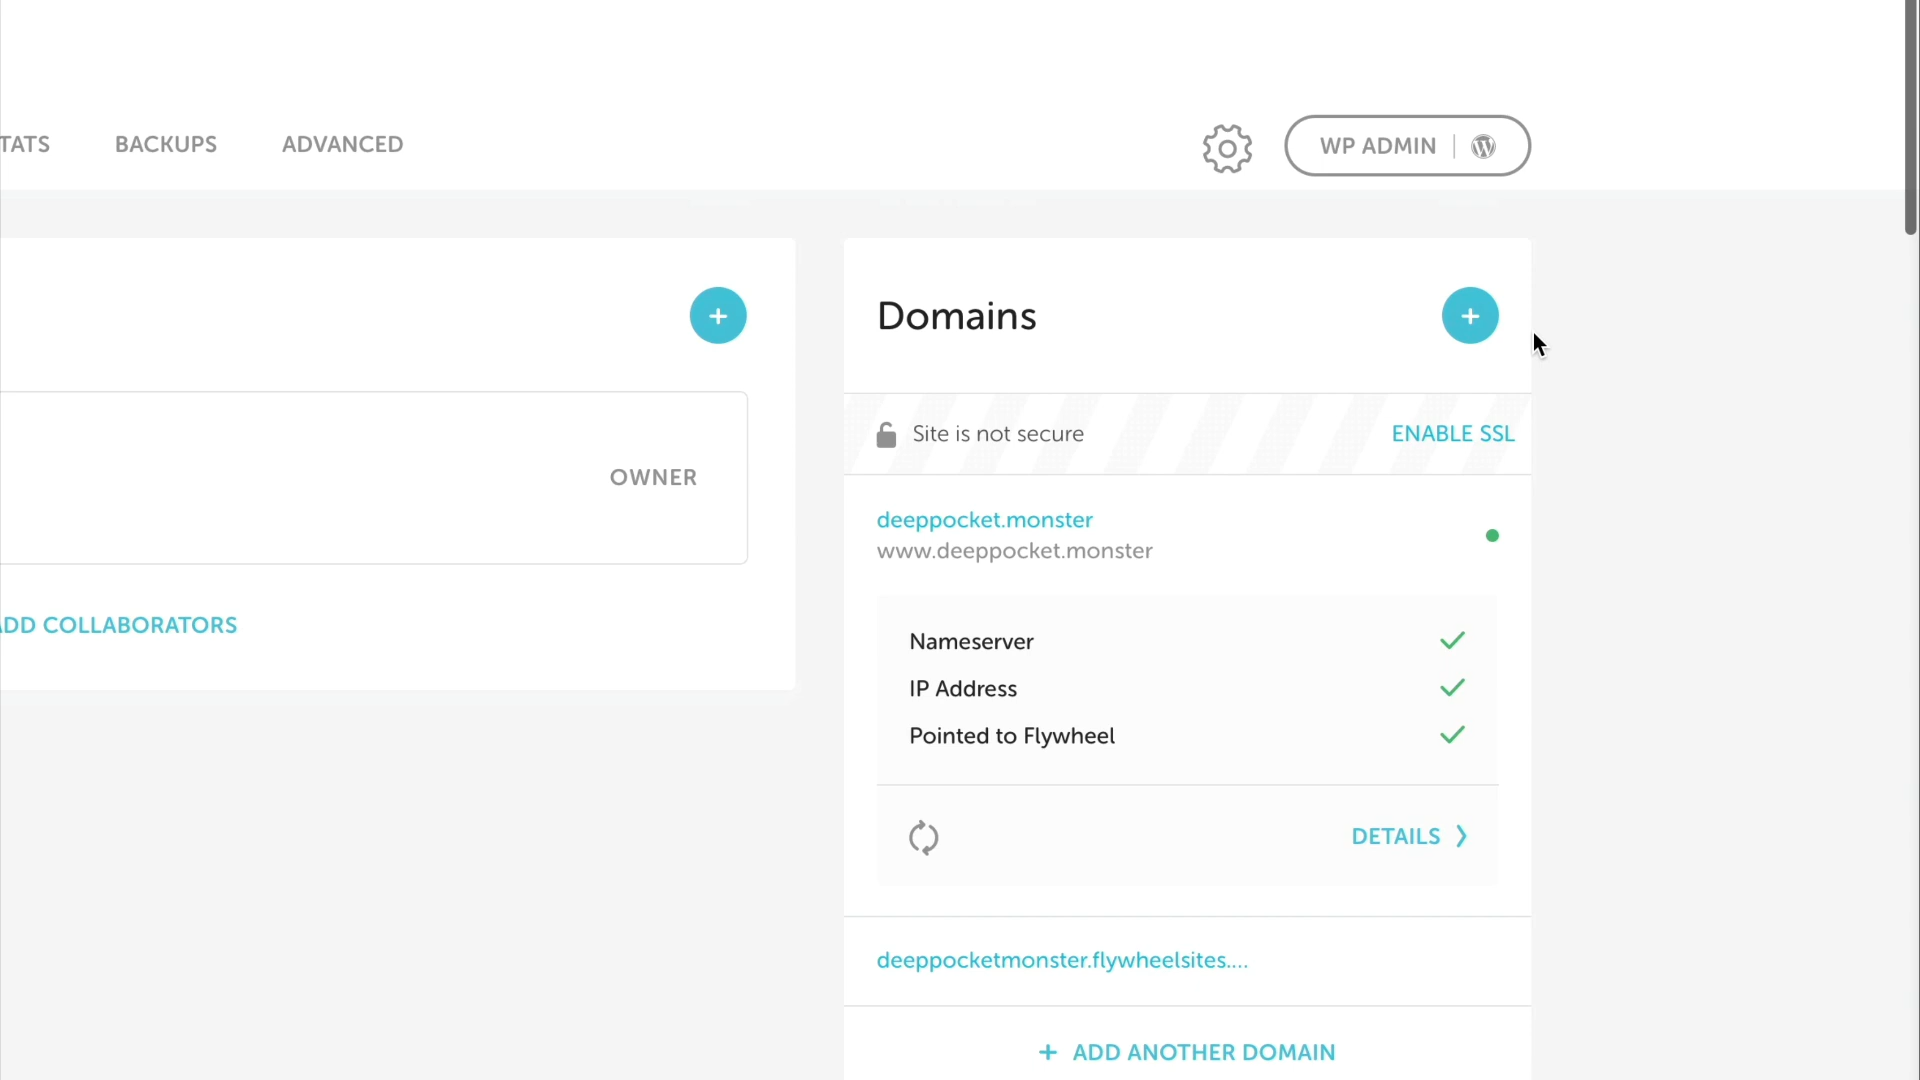 TATS BACKUPS ADVANCED
WP ADMIN
+
Domains +
Site is not secure ENABLE SSL
OWNER
deeppocket.monster
www.deeppocket.monster
ADD COLLABORATORS
Nameserver
IP Address
Pointed to Flywheel
DETAILS
deeppocketmonster.flywheelsites....
+ ADD ANOTHER DOMAIN